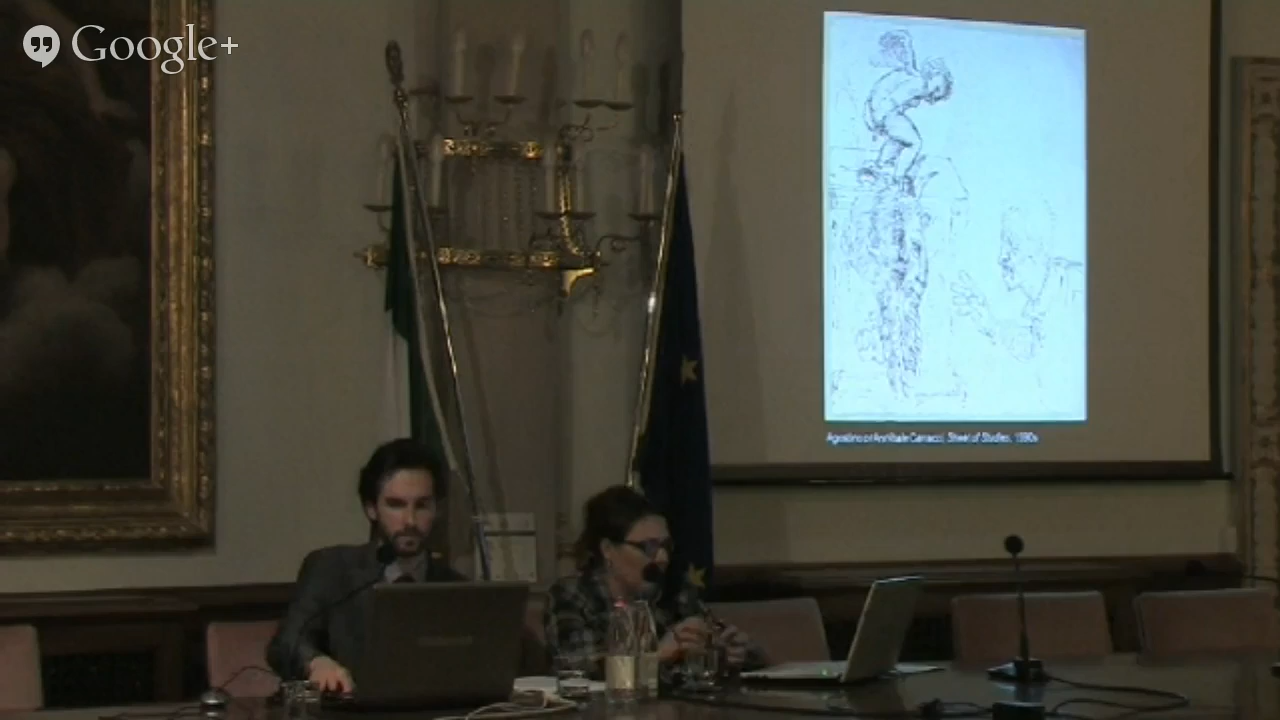 Google+
Agostino or Annibale Carracci, Sheet of Studies, 1590s